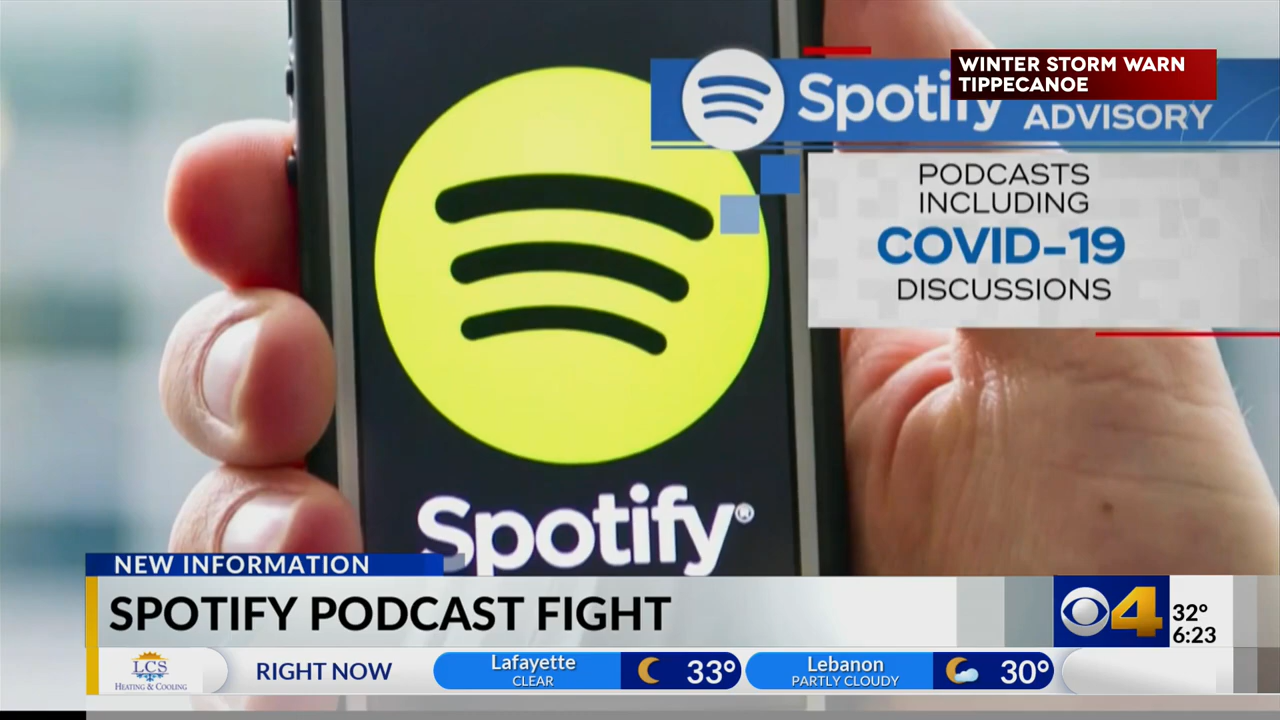 WINTER STORM WARN
TIPPECANOE
Spotify
ADVISORY
PODCASTS
INCLUDING
COVID-19
DISCUSSIONS
Spotify®
NEW INFORMATION
SPOTIFY PODCAST FIGHT
4
32°
6:23
LCS
HEATING & COOLING
RIGHT NOW
Lafayette
CLEAR
33°
Lebanon
PARTLY CLOUDY
30°